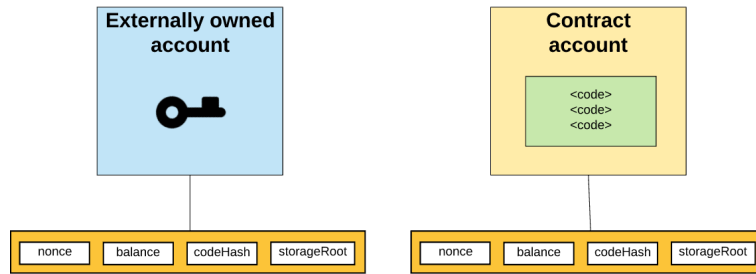 Externally owned
account
Contract
account
<code>
<code>
<code>
nonce balance codeHash storageRoot
nonce balance codeHash storageRoot